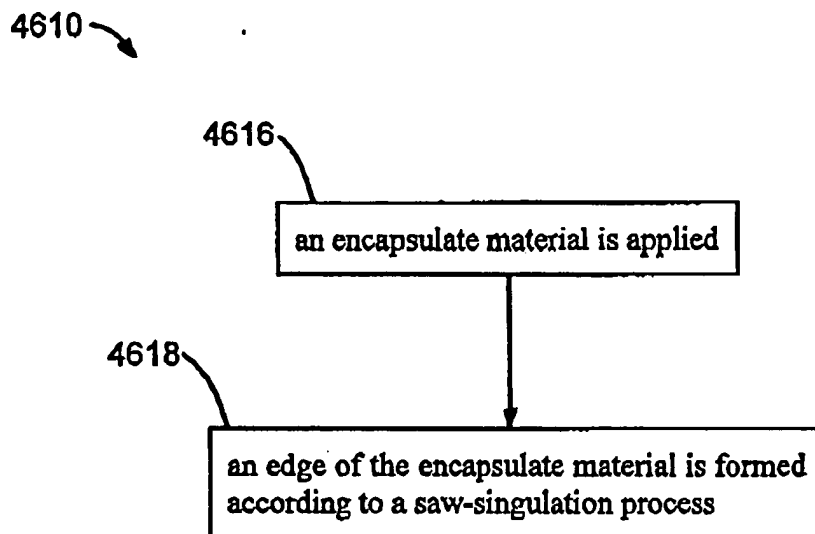 4610
4616
an encapsulate material is applied
4618
an edge of the encapsulate material is formed
according to a saw-singulation process